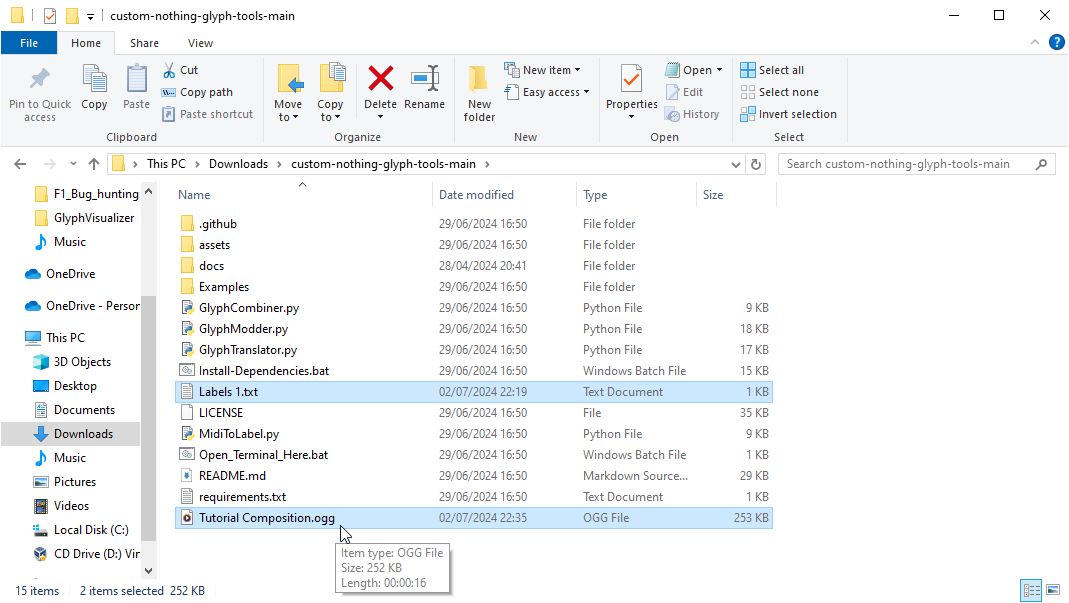 custom-nothing-glyph-tools-main
File Home Share View
Pin to Quick access
Copy
Paste
Cut
Copy path
Paste shortcut
Clipboard
Move to
Copy to
Delete
Rename
Organize
New folder
New item
Easy access
New
Properties
Open
Edit
History
Open
Select all
Select none
Invert selection
Select
This PC > Downloads > custom-nothing-glyph-tools-main >
Search custom-nothing-glyph-tools-main
F1_Bug_hunting
GlyphVisualizer
Music
OneDrive
OneDrive - Person
This PC
3D Objects
Desktop
Documents
Downloads
Music
Pictures
Videos
Local Disk (C:)
CD Drive (D:) Vir
Name Date modified Type Size
.github 29/06/2024 16:50 File folder
assets 29/06/2024 16:50 File folder
docs 28/04/2024 20:41 File folder
Examples 29/06/2024 16:50 File folder
GlyphCombiner.py 29/06/2024 16:50 Python File 9 KB
GlyphModder.py 29/06/2024 16:50 Python File 18 KB
GlyphTranslator.py 29/06/2024 16:50 Python File 17 KB
Install-Dependencies.bat 29/06/2024 16:50 Windows Batch File 15 KB
Labels 1.txt 02/07/2024 22:19 Text Document 1 KB
LICENSE 29/06/2024 16:50 File 35 KB
MidiToLabel.py 29/06/2024 16:50 Python File 9 KB
Open_Terminal_Here.bat 29/06/2024 16:50 Windows Batch File 1 KB
README.md 29/06/2024 16:50 Markdown Source... 29 KB
requirements.txt 29/06/2024 16:50 Text Document 1 KB
Tutorial Composition.ogg 02/07/2024 22:35 OGG File 253 KB
Item type: OGG File
Size: 252 KB
Length: 00:00:16
15 items 2 items selected 252 KB